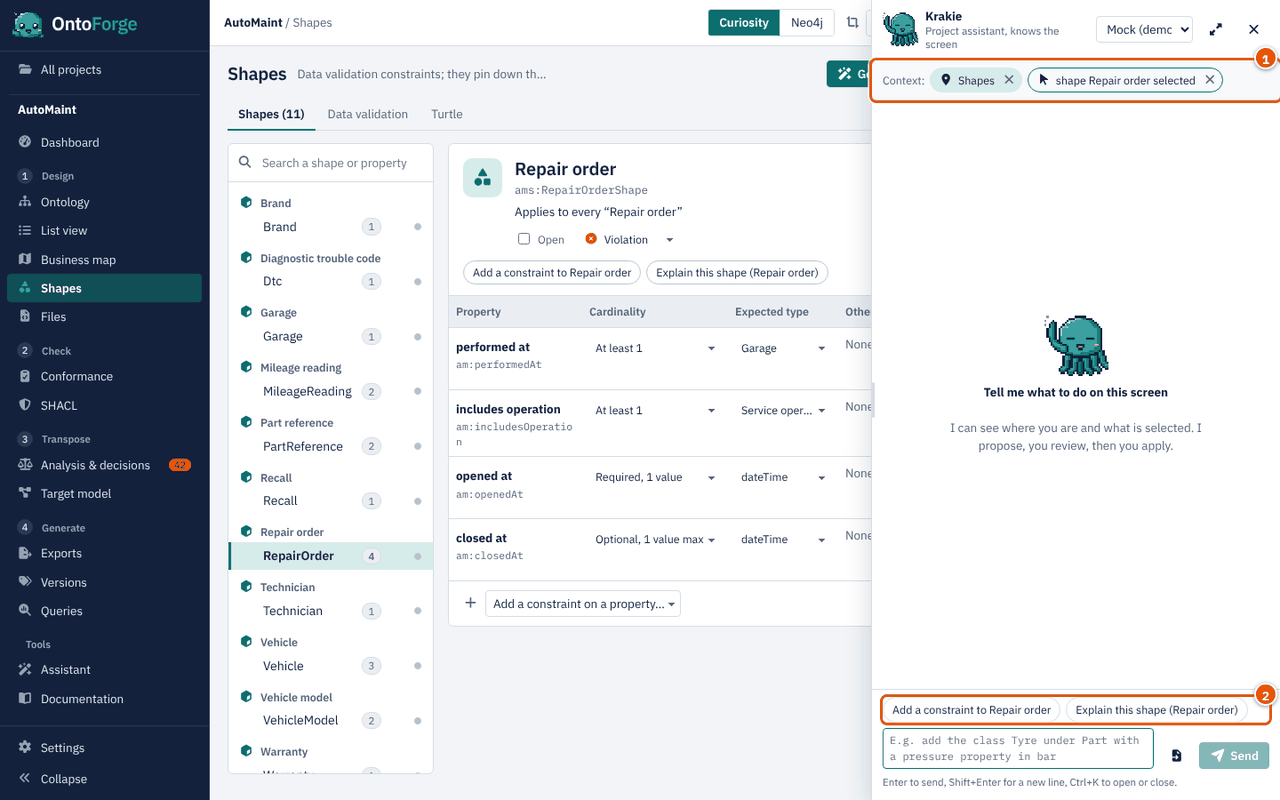 OntoForge
All projects
AutoMaint
Dashboard
1 Design
Ontology
List view
Business map
Shapes
Files
2 Check
Conformance
SHACL
3 Transpose
Analysis & decisions 42
Target model
4 Generate
Exports
Versions
Queries
Tools
Assistant
Documentation
Settings
Collapse
AutoMaint / Shapes
Curiosity Neo4j
Shapes Data validation constraints; they pin down th...
Shapes (11) Data validation Turtle
Search a shape or property
Brand
Brand 1
Diagnostic trouble code
Dtc 1
Garage
Garage 1
Mileage reading
MileageReading 2
Part reference
PartReference 2
Recall
Recall 1
Repair order
RepairOrder 4
Technician
Technician 1
Vehicle
Vehicle 3
Vehicle model
VehicleModel 2
Warranty
Repair order
ams:RepairOrderShape
Applies to every “Repair order”
Open Violation
Add a constraint to Repair order Explain this shape (Repair order)
Property Cardinality Expected type
performed at At least 1 Garage None
am:performedAt
includes operation At least 1 Service oper... None
am:includesOperatio
n
opened at Required, 1 value dateTime None
am:openedAt
closed at Optional, 1 value max dateTime None
am:closedAt
Add a constraint on a property...
Krakie
Project assistant, knows the
screen
Mock (demc
1
Context: Shapes shape Repair order selected
Tell me what to do on this screen
I can see where you are and what is selected. I
propose, you review, then you apply.
2
Add a constraint to Repair order Explain this shape (Repair order)
E.g. add the class Tyre under Part with
a pressure property in bar
Send
Enter to send, Shift+Enter for a new line, Ctrl+K to open or close.